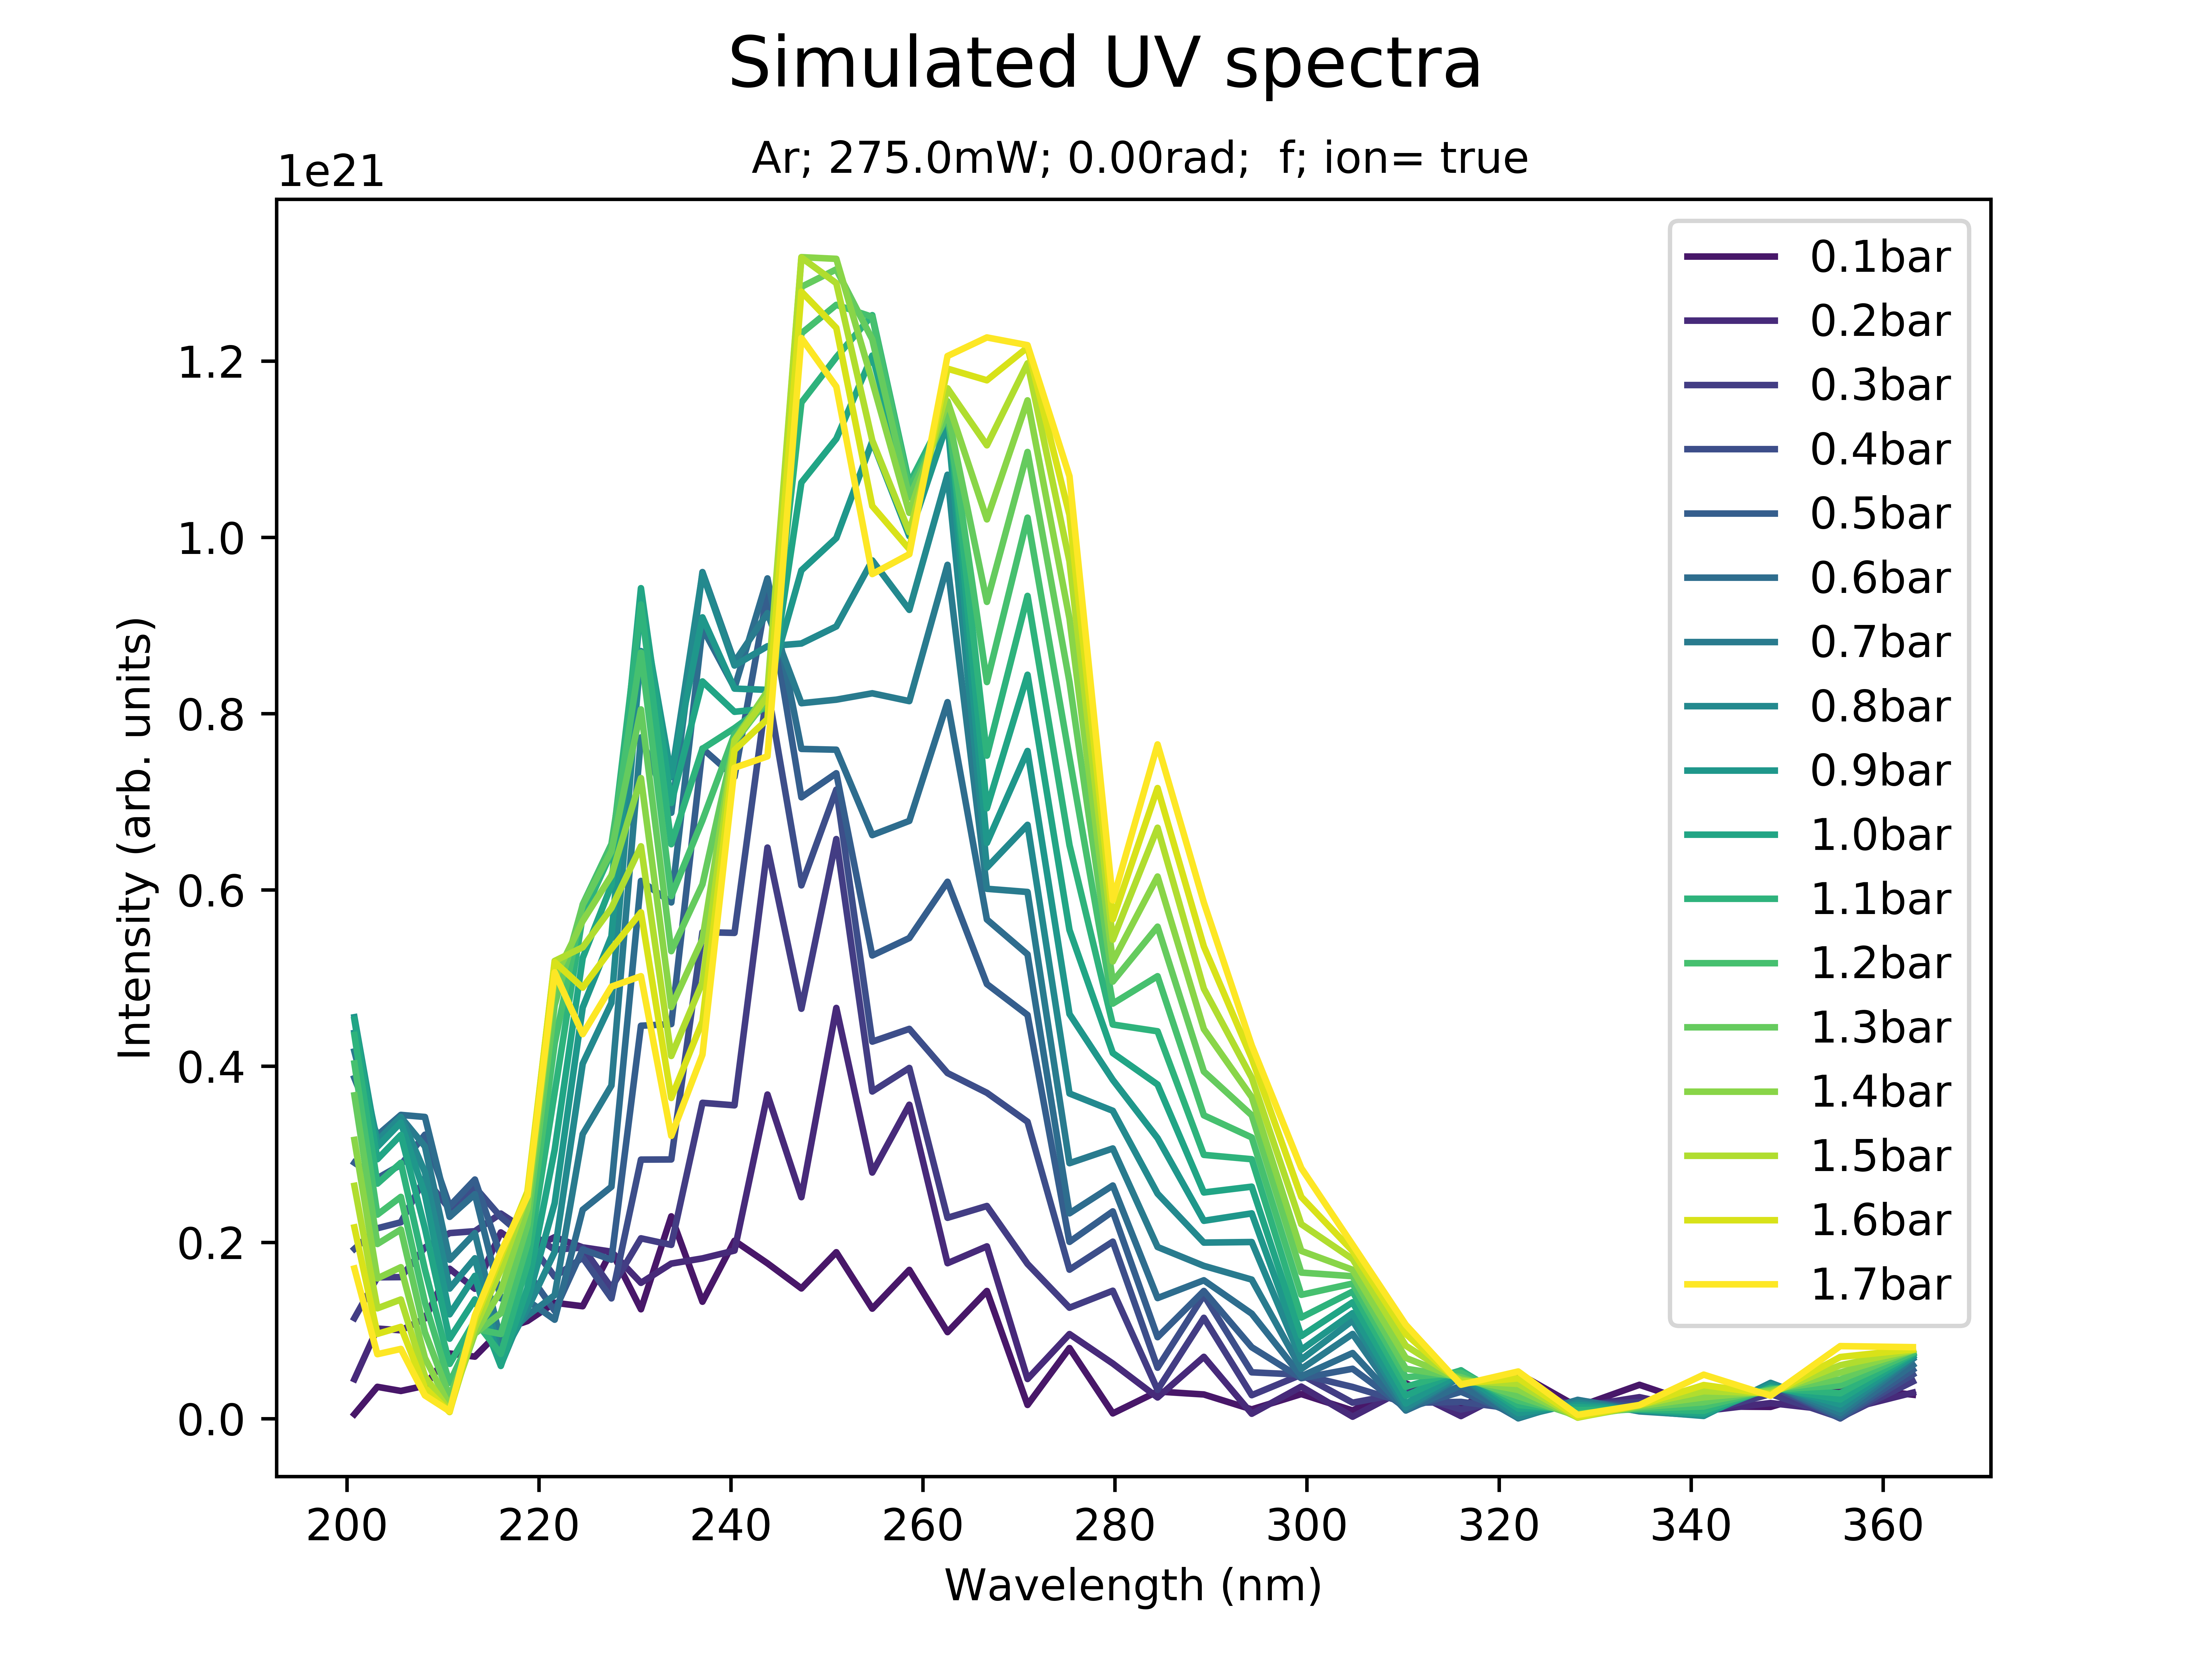 Simulated UV spectra
Ar; 275.0mW; 0.00rad;  f; ion= true
1e21
1.2
1.0
0.8
0.6
0.4
0.2
0.0
Intensity (arb. units)
200 220 240 260 280 300 320 340 360
Wavelength (nm)
0.1bar
0.2bar
0.3bar
0.4bar
0.5bar
0.6bar
0.7bar
0.8bar
0.9bar
1.0bar
1.1bar
1.2bar
1.3bar
1.4bar
1.5bar
1.6bar
1.7bar